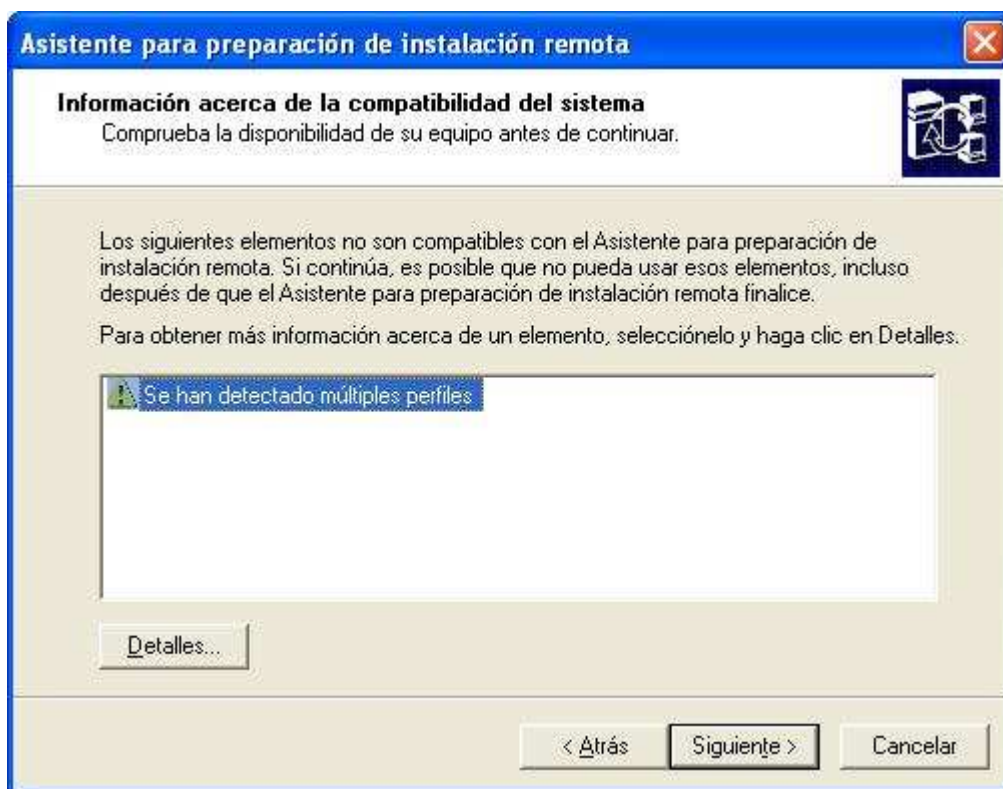 Asistente para preparación de instalación remota
Información acerca de la compatibilidad del sistema
Comprueba la disponibilidad de su equipo antes de continuar.
Los siguientes elementos no son compatibles con el Asistente para preparación de
instalación remota. Si continúa, es posible que no pueda usar esos elementos, incluso
después de que el Asistente para preparación de instalación remota finalice.
Para obtener más información acerca de un elemento, selecciónelo y haga clic en Detalles.
Se han detectado múltiples perfiles
Detalles...
< Atrás
Siguiente >
Cancelar